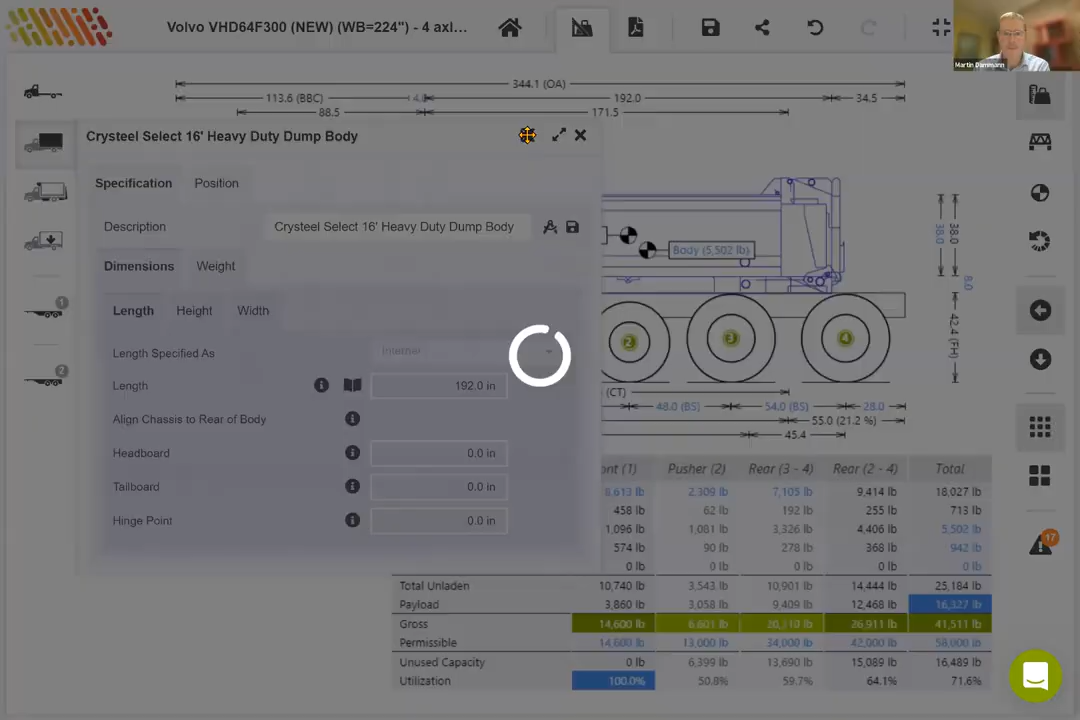 Volvo VHD64F300 (NEW) (WB=224") - 4 axl...
Martin Dammann
344.1 (OA)
113.6 (BBC)
192.0
34.5
88.5
171.5
Crysteel Select 16' Heavy Duty Dump Body
Specification
Position
Description
Crysteel Select 16' Heavy Duty Dump Body
Dimensions
Weight
Length
Height
Width
Length Specified As
Internal
Length
192.0 in
Align Chassis to Rear of Body
Headboard
0.0 in
Tailboard
0.0 in
Hinge Point
0.0 in
Body (5,502 lb)
2
3
4
38.0
38.0
8.0
42.4 (FH)
(CT)
48.0 (BS)
54.0 (BS)
28.0
55.0 (21.2 %)
45.4
1
2
17
ont (1) Pusher (2) Rear (3 - 4) Rear (2 - 4) Total
8,613 lb 2,309 lb 7,105 lb 9,414 lb 18,027 lb
458 lb 62 lb 192 lb 255 lb 713 lb
1,096 lb 1,081 lb 3,326 lb 4,406 lb 5,502 lb
574 lb 90 lb 278 lb 368 lb 942 lb
0 lb 0 lb 0 lb 0 lb 0 lb
Total Unladen 10,740 lb 3,543 lb 10,901 lb 14,444 lb 25,184 lb
Payload 3,860 lb 3,058 lb 9,409 lb 12,468 lb 16,327 lb
Gross 14,600 lb 6,601 lb 20,310 lb 26,911 lb 41,511 lb
Permissible 14,600 lb 13,000 lb 34,000 lb 42,000 lb 58,000 lb
Unused Capacity 0 lb 6,399 lb 13,690 lb 15,089 lb 16,489 lb
Utilization 100.0% 50.8% 59.7% 64.1% 71.6%